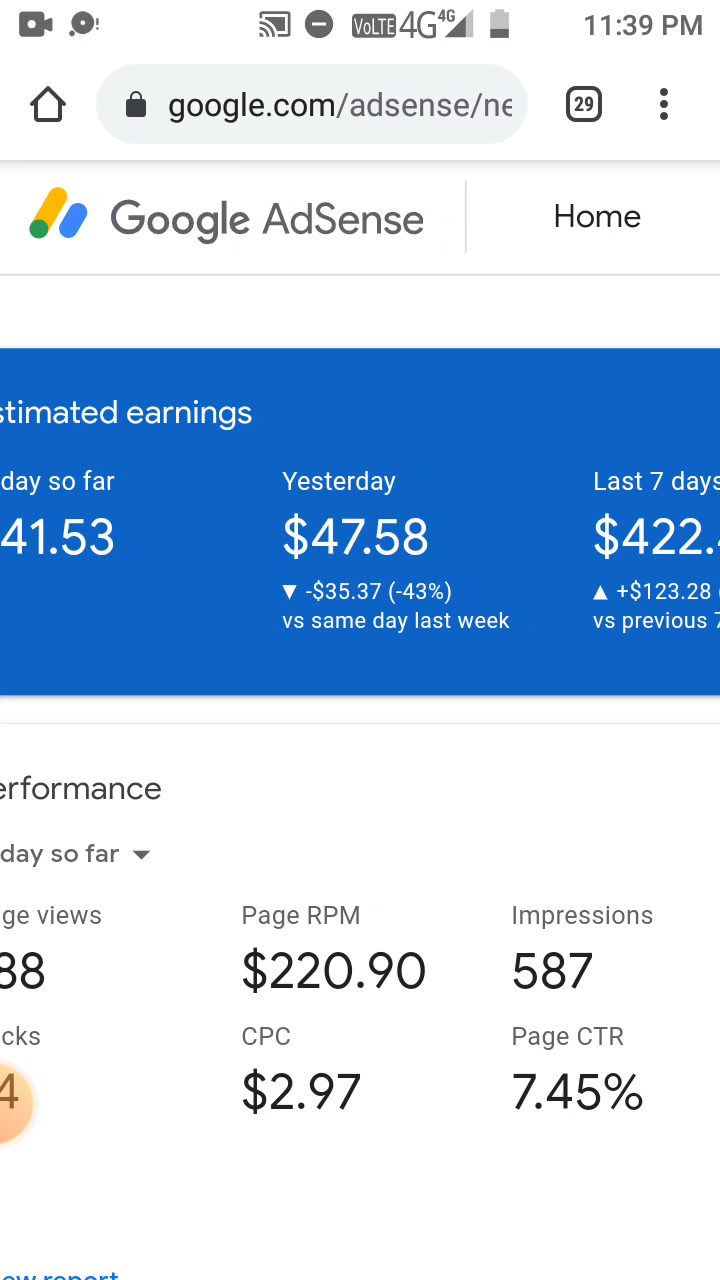 VoLTE 4G 4G 11:39 PM
google.com/adsense/ne 29
Google AdSense Home
stimated earnings
day so far Yesterday Last 7 days
41.53 $47.58 $422.
▼ -$35.37 (-43%) ▲ +$123.28
vs same day last week vs previous 7
erformance
day so far
ge views Page RPM Impressions
88 $220.90 587
cks CPC Page CTR
4 $2.97 7.45%
ew report